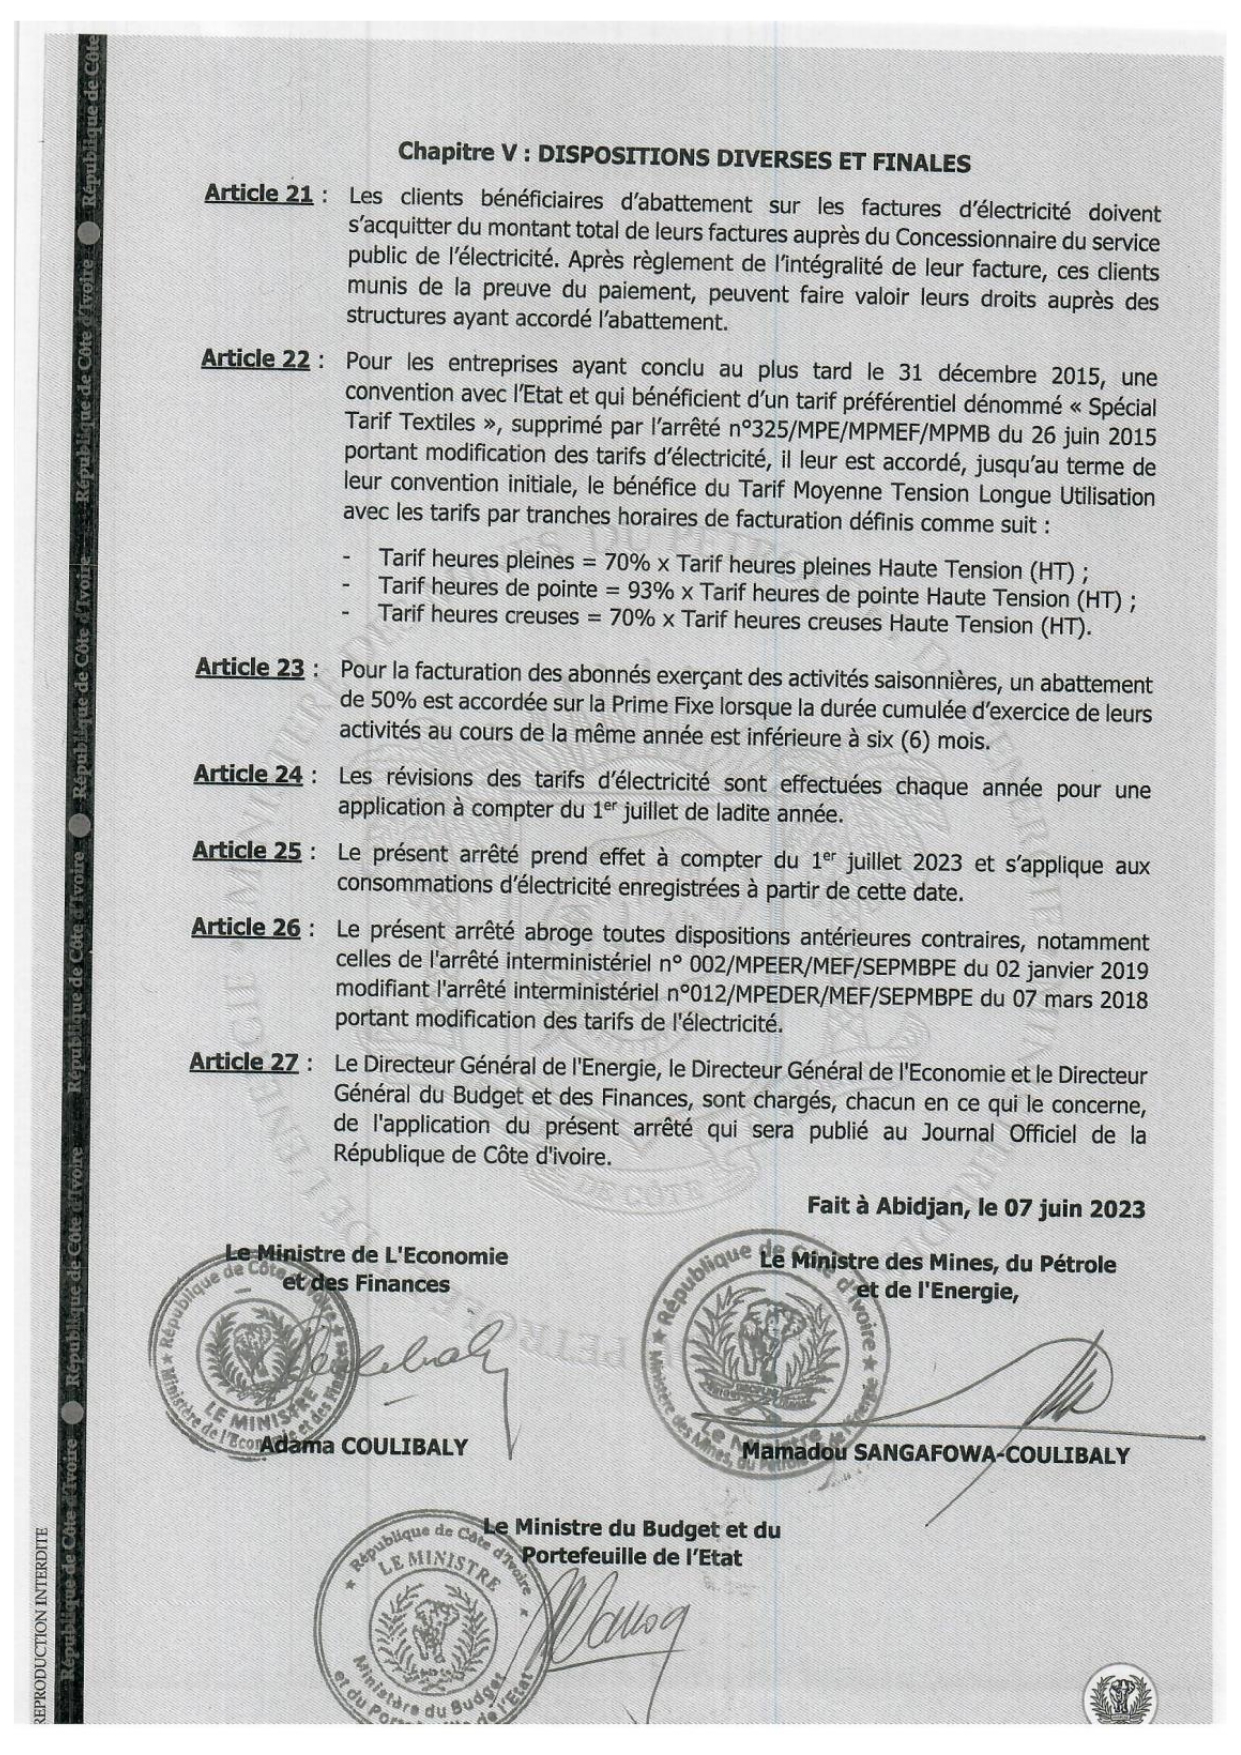 Chapitre V : DISPOSITIONS DIVERSES ET FINALES
Article 21 : Les clients bénéficiaires d'abattement sur les factures d'électricité doivent
s'acquitter du montant total de leurs factures auprès du Concessionnaire du service
public de l'électricité. Après règlement de l'intégralité de leur facture, ces clients
munis de la preuve du paiement, peuvent faire valoir leurs droits auprès des
structures ayant accordé l'abattement.
Article 22 : Pour les entreprises ayant conclu au plus tard le 31 décembre 2015, une
convention avec l'Etat et qui bénéficient d'un tarif préférentiel dénommé « Spécial
Tarif Textiles », supprimé par l'arrêté n°325/MPE/MPMEF/MPMB du 26 juin 2015
portant modification des tarifs d'électricité, il leur est accordé, jusqu'au terme de
leur convention initiale, le bénéfice du Tarif Moyenne Tension Longue Utilisation
avec les tarifs par tranches horaires de facturation définis comme suit :
- Tarif heures pleines = 70% x Tarif heures pleines Haute Tension (HT) ;
- Tarif heures de pointe = 93% x Tarif heures de pointe Haute Tension (HT) ;
- Tarif heures creuses = 70% x Tarif heures creuses Haute Tension (HT).
Article 23 : Pour la facturation des abonnés exerçant des activités saisonnières, un abattement
de 50% est accordée sur la Prime Fixe lorsque la durée cumulée d'exercice de leurs
activités au cours de la même année est inférieure à six (6) mois.
Article 24 : Les révisions des tarifs d'électricité sont effectuées chaque année pour une
application à compter du 1er juillet de ladite année.
Article 25 : Le présent arrêté prend effet à compter du 1er juillet 2023 et s'applique aux
consommations d'électricité enregistrées à partir de cette date.
Article 26 : Le présent arrêté abroge toutes dispositions antérieures contraires, notamment
celles de l'arrêté interministériel n° 002/MPEER/MEF/SEPMBPE du 02 janvier 2019
modifiant l'arrêté interministériel n°012/MPEDER/MEF/SEPMBPE du 07 mars 2018
portant modification des tarifs de l'électricité.
Article 27 : Le Directeur Général de l'Energie, le Directeur Général de l'Economie et le Directeur
Général du Budget et des Finances, sont chargés, chacun en ce qui le concerne,
de l'application du présent arrêté qui sera publié au Journal Officiel de la
République de Côte d'ivoire.
Fait à Abidjan, le 07 juin 2023
Le Ministre de L'Economie
et des Finances
Le Ministre des Mines, du Pétrole
et de l'Energie,
République de Côte d'Ivoire
LE MINISTRE
Ministère de l'Economie et des Finances
République de Côte d'Ivoire
Le Ministre
Ministère des Mines, du Pétrole et de l'Energie
Adama COULIBALY
Mamadou SANGAFOWA-COULIBALY
Le Ministre du Budget et du
Portefeuille de l'Etat
République de Côte d'Ivoire
LE MINISTRE
Ministère du Budget
et du Portefeuille de l'Etat
REPRODUCTION INTERDITE
République de Côte d'Ivoire République de Côte d'Ivoire République de Côte d'Ivoire République de Côte d'Ivoire République de Côte d'Ivoire République de Côte